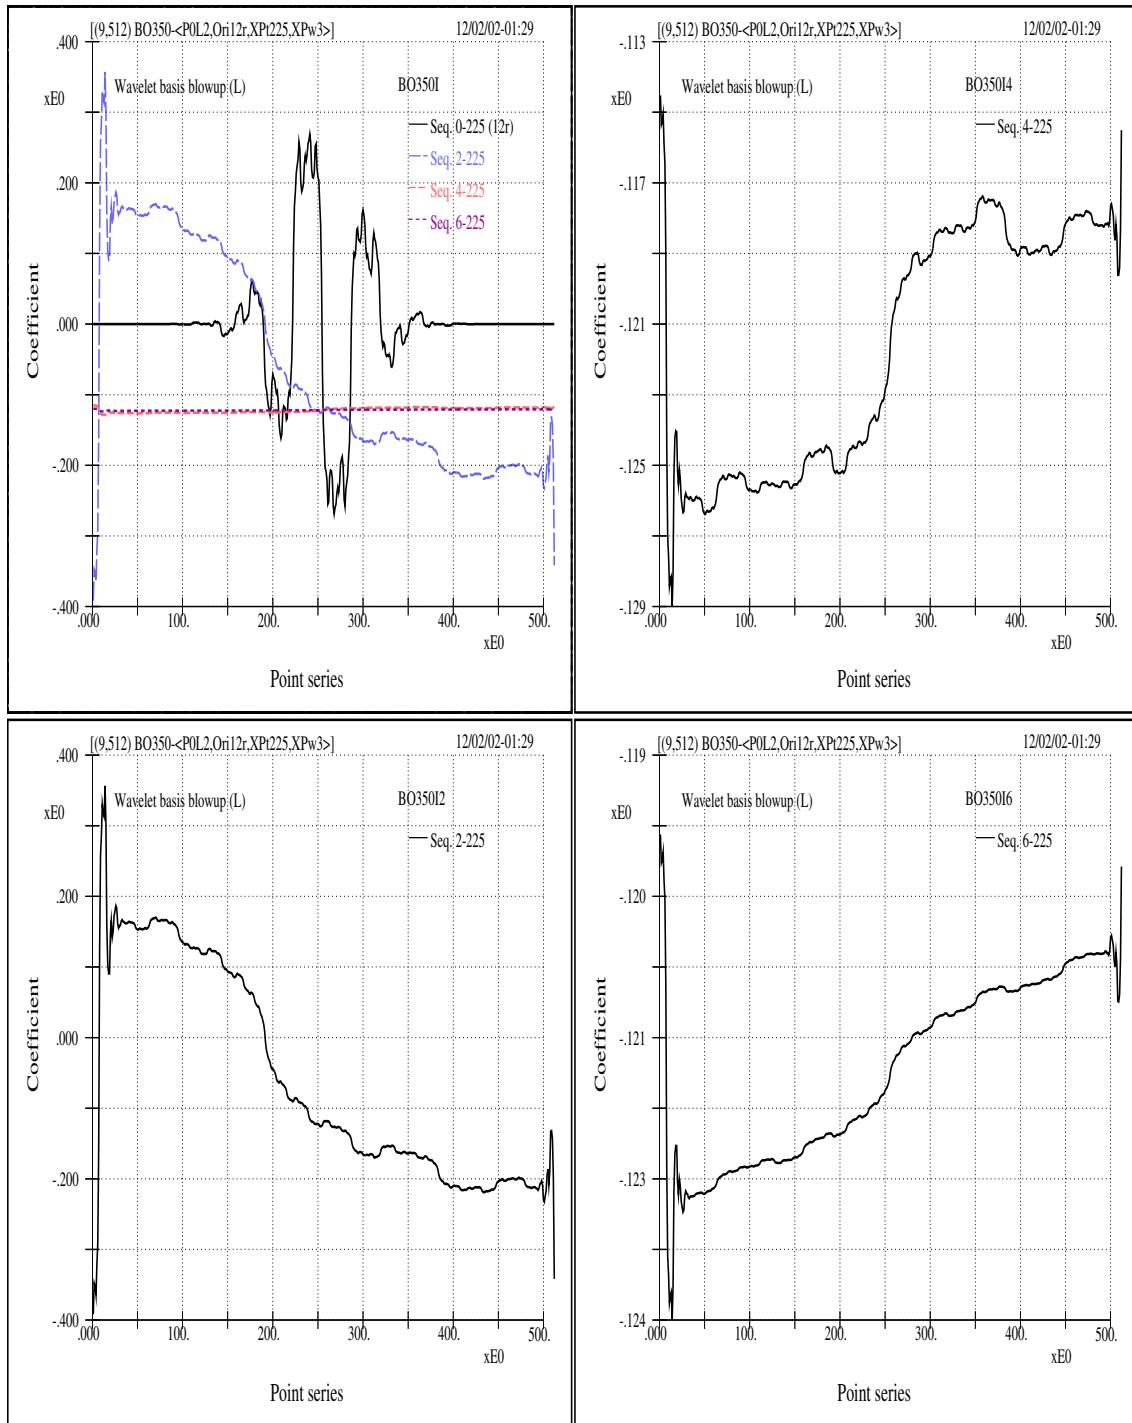 [(9,512) BO350-<P0L2,Ori12r,XPt225,XPw3>] 12/02/02-01:29
.400
xE0
Wavelet basis blowup (L) BO350I
Seq. 0-225 (12r)
Seq. 2-225
Seq. 4-225
Seq. 6-225
.200
.000
-.200
-.400
Coefficient
.000 100. 200. 300. 400. 500.
xE0
Point series
[(9,512) BO350-<P0L2,Ori12r,XPt225,XPw3>] 12/02/02-01:29
-.113
xE0
Wavelet basis blowup (L) BO350I4
Seq. 4-225
-.117
-.121
-.125
-.129
Coefficient
.000 100. 200. 300. 400. 500.
xE0
Point series
[(9,512) BO350-<P0L2,Ori12r,XPt225,XPw3>] 12/02/02-01:29
.400
xE0
Wavelet basis blowup (L) BO350I2
Seq. 2-225
.200
.000
-.200
-.400
Coefficient
.000 100. 200. 300. 400. 500.
xE0
Point series
[(9,512) BO350-<P0L2,Ori12r,XPt225,XPw3>] 12/02/02-01:29
-.119
xE0
Wavelet basis blowup (L) BO350I6
Seq. 6-225
-.120
-.121
-.123
-.124
Coefficient
.000 100. 200. 300. 400. 500.
xE0
Point series